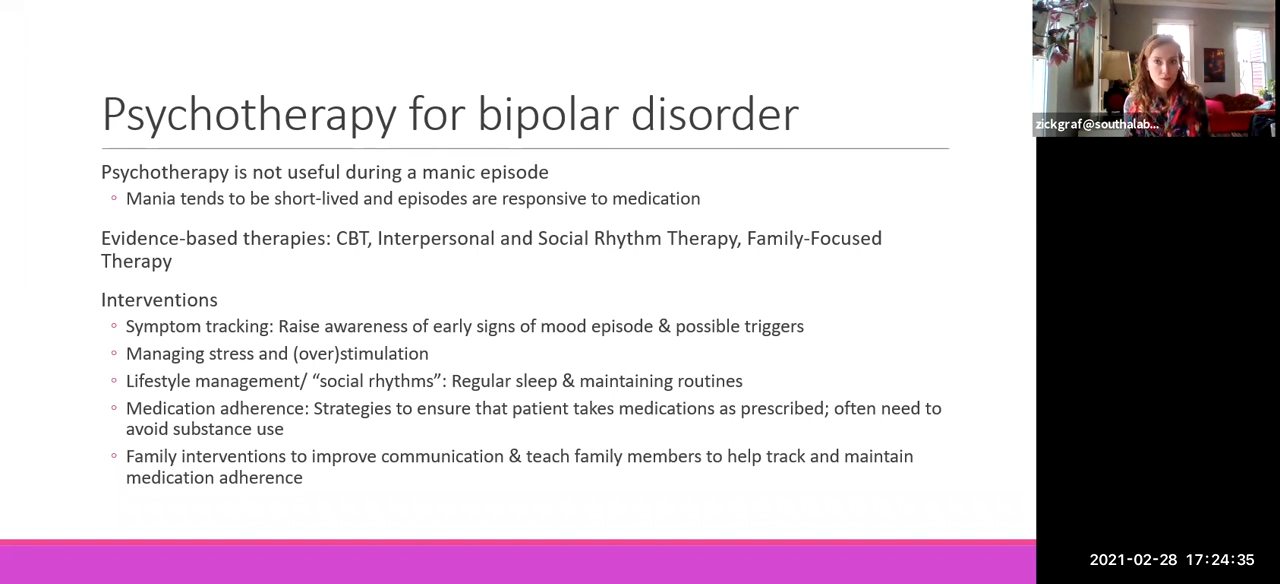 Psychotherapy for bipolar disorder
Psychotherapy is not useful during a manic episode
◦ Mania tends to be short-lived and episodes are responsive to medication
Evidence-based therapies: CBT, Interpersonal and Social Rhythm Therapy, Family-Focused
Therapy
Interventions
◦ Symptom tracking: Raise awareness of early signs of mood episode & possible triggers
◦ Managing stress and (over)stimulation
◦ Lifestyle management/ “social rhythms”: Regular sleep & maintaining routines
◦ Medication adherence: Strategies to ensure that patient takes medications as prescribed; often need to
avoid substance use
◦ Family interventions to improve communication & teach family members to help track and maintain
medication adherence
zickgraf@southalab...
2021-02-28 17:24:35